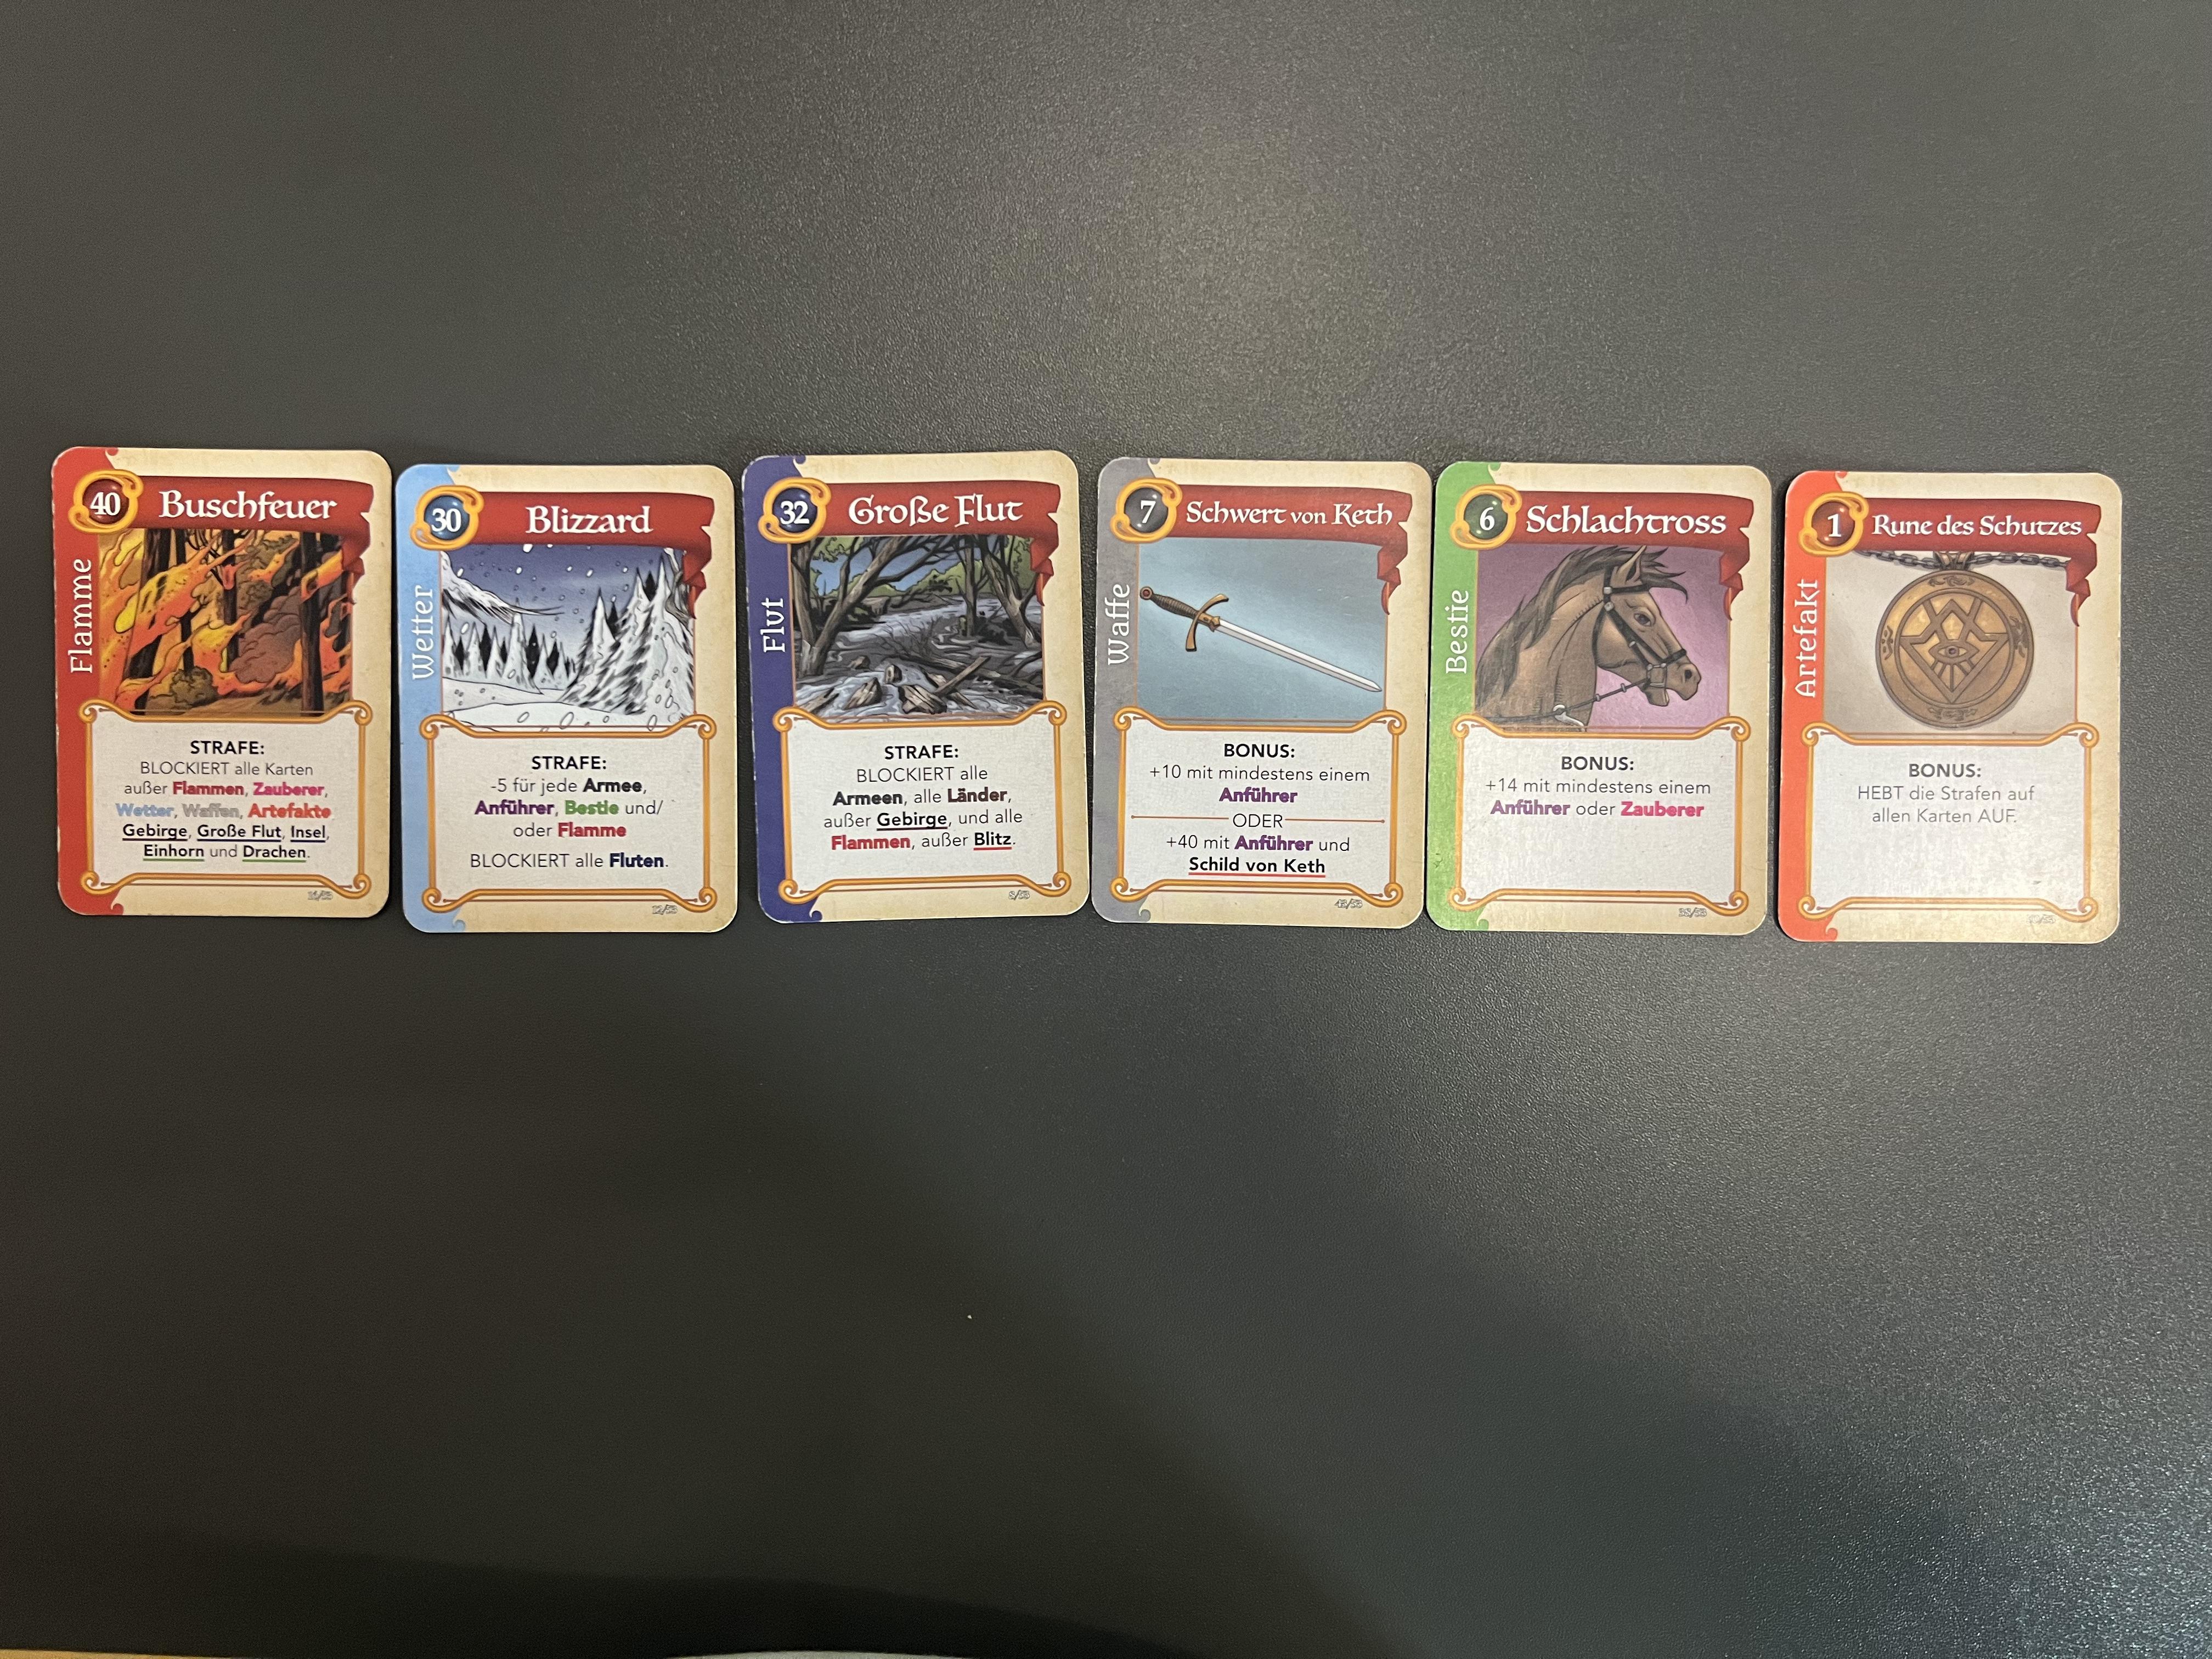 40
Buschfeuer
Flamme
STRAFE:
BLOCKIERT alle Karten
außer Flammen, Zauberer,
Wetter, Waffen, Artefakte
Gebirge, Große Flut, Insel,
Einhorn und Drachen.
30
Blizzard
Wetter
STRAFE:
-5 für jede Armee,
Anführer, Bestie und/
oder Flamme
BLOCKIERT alle Fluten.
32
Große Flut
Flut
STRAFE:
BLOCKIERT alle
Armeen, alle Länder,
außer Gebirge, und alle
Flammen, außer Blitz.
7
Schwert von Keth
Waffe
BONUS:
+10 mit mindestens einem
Anführer
ODER
+40 mit Anführer und
Schild von Keth
6
Schlachtross
Bestie
BONUS:
+14 mit mindestens einem
Anführer oder Zauberer
1
Rune des Schutzes
Artefakt
BONUS:
HEBT die Strafen auf
allen Karten AUF.